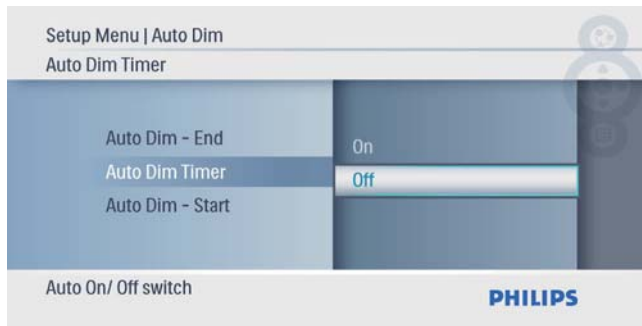 Setup Menu | Auto Dim
Auto Dim Timer
Auto Dim - End
Auto Dim Timer
Auto Dim - Start
On
Off
Auto On/ Off switch
PHILIPS